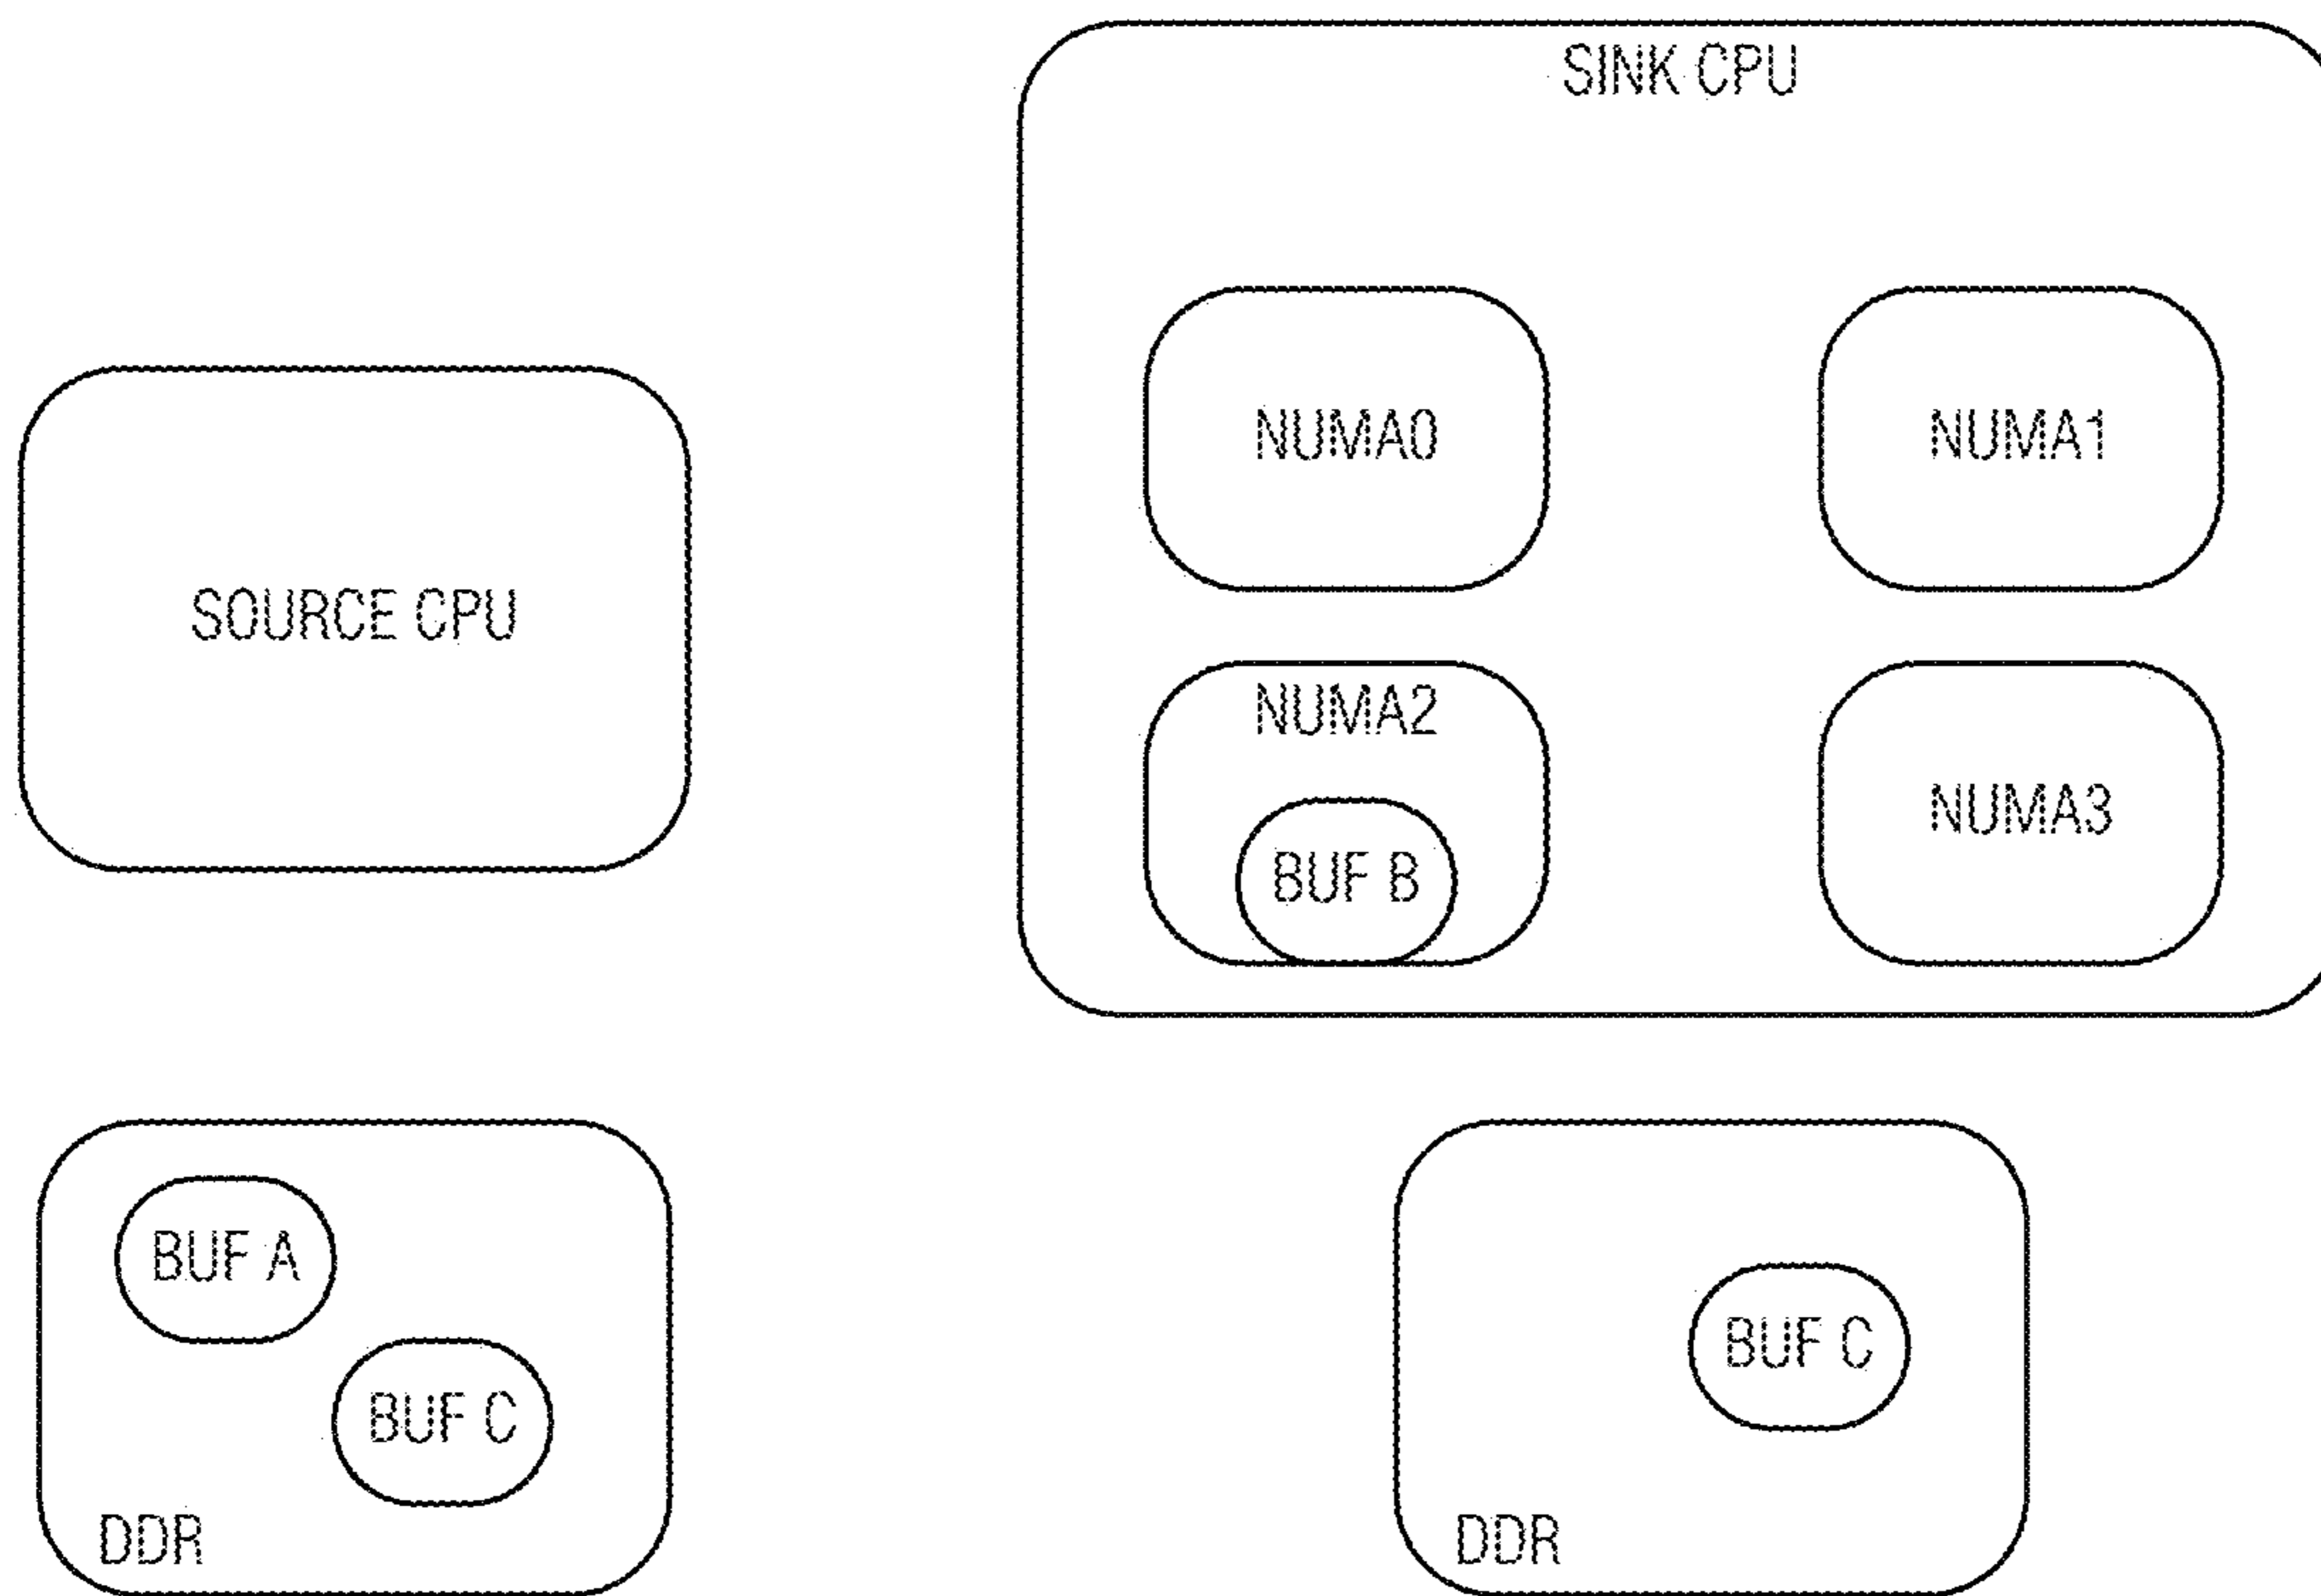 SINK CPU
NUMA0
NUMA1
SOURCE CPU
NUMA2
NUMA3
BUF B
BUF A
BUF C
BUF C
DDR
DDR